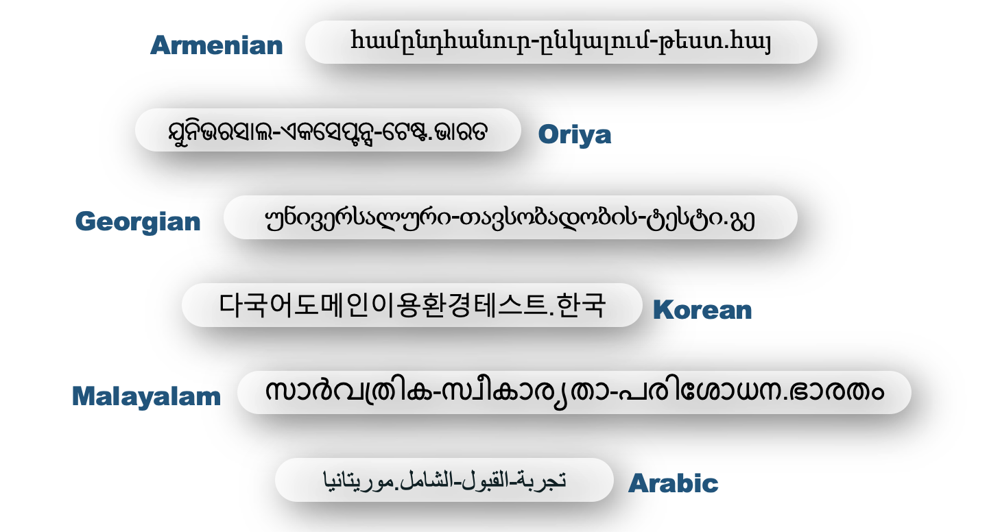 Armenian համընդհանուր-ընկալում-թեստ.հայ
ଯୁନିଭରସାଲ-ଏକସେପ୍ଟନ୍ସ-ଟେଷ୍ଟ.ଭାରତ Oriya
Georgian უნივერსალური-თავსობადობის-ტესტი.გე
다국어도메인이용환경테스트.한국 Korean
Malayalam സാർവത്രിക-സ്വീകാര്യതാ-പരിശോധന.ഭാരതം
تجربة-القبول-الشامل.موريتانيا Arabic